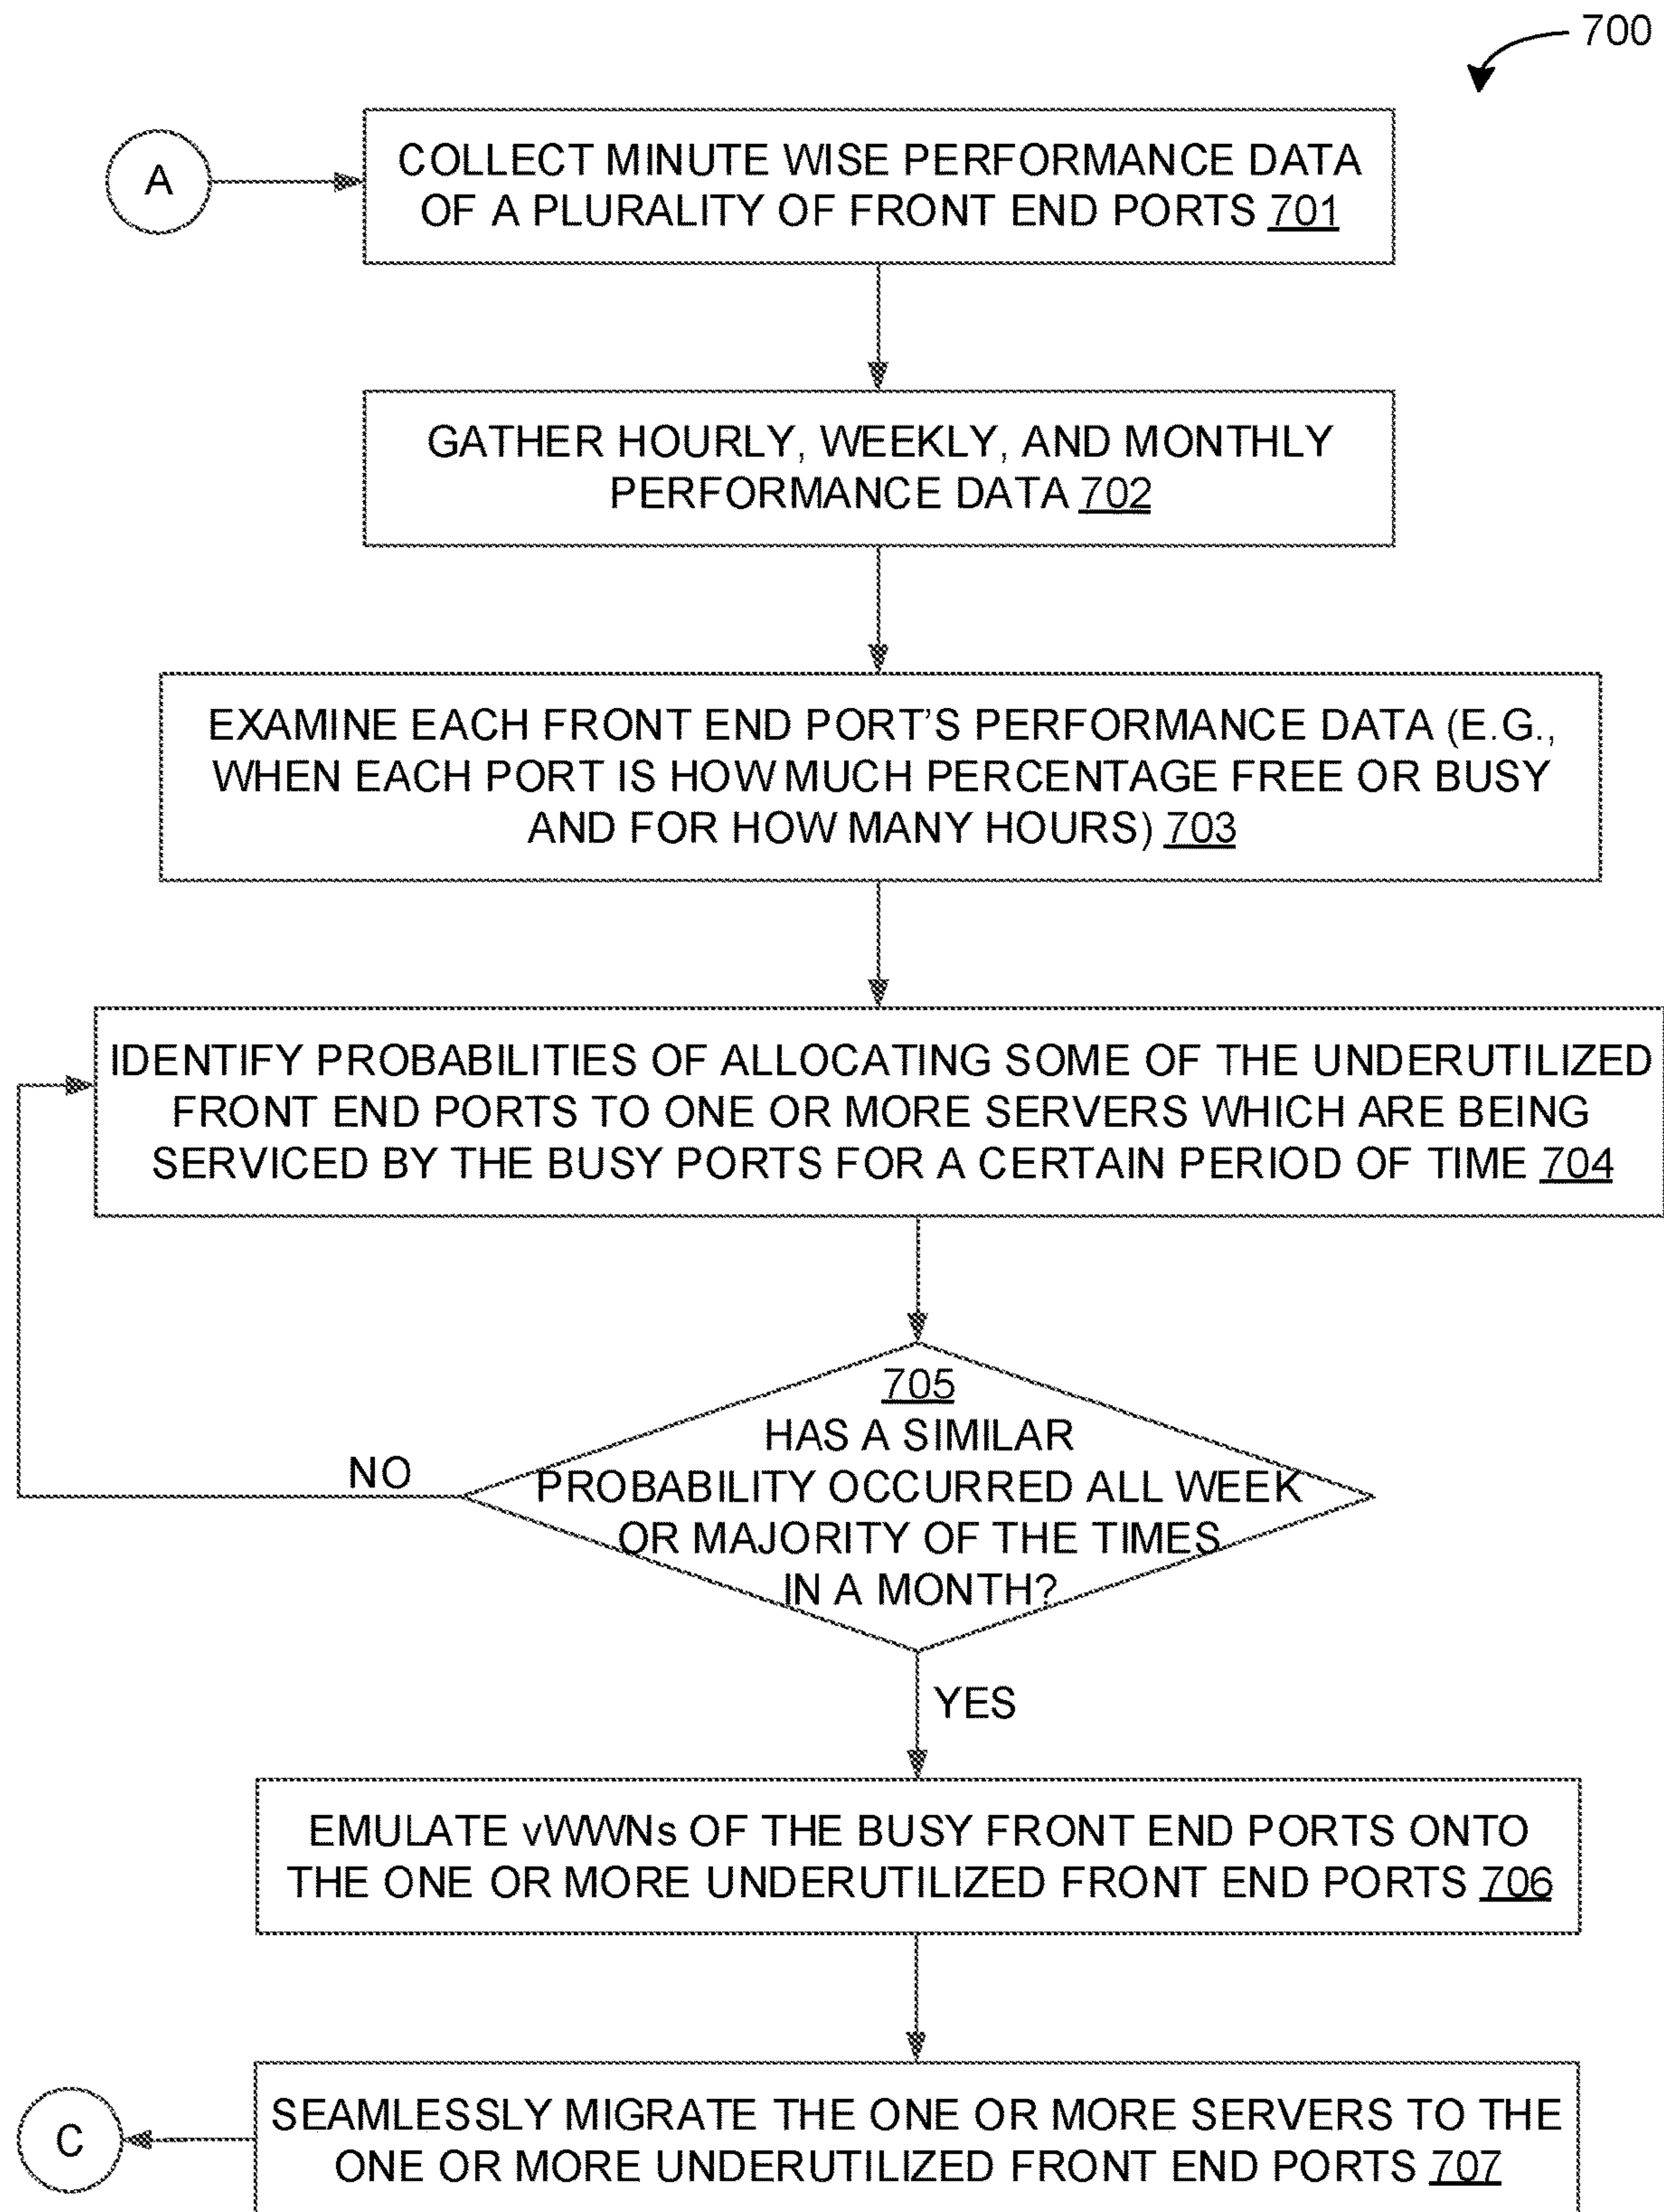 700
A
COLLECT MINUTE WISE PERFORMANCE DATA
OF A PLURALITY OF FRONT END PORTS 701
GATHER HOURLY, WEEKLY, AND MONTHLY
PERFORMANCE DATA 702
EXAMINE EACH FRONT END PORT'S PERFORMANCE DATA (E.G.,
WHEN EACH PORT IS HOW MUCH PERCENTAGE FREE OR BUSY
AND FOR HOW MANY HOURS) 703
IDENTIFY PROBABILITIES OF ALLOCATING SOME OF THE UNDERUTILIZED
FRONT END PORTS TO ONE OR MORE SERVERS WHICH ARE BEING
SERVICED BY THE BUSY PORTS FOR A CERTAIN PERIOD OF TIME 704
705
HAS A SIMILAR
PROBABILITY OCCURRED ALL WEEK
OR MAJORITY OF THE TIMES
IN A MONTH?
NO
YES
EMULATE vWWNs OF THE BUSY FRONT END PORTS ONTO
THE ONE OR MORE UNDERUTILIZED FRONT END PORTS 706
SEAMLESSLY MIGRATE THE ONE OR MORE SERVERS TO THE
ONE OR MORE UNDERUTILIZED FRONT END PORTS 707
C